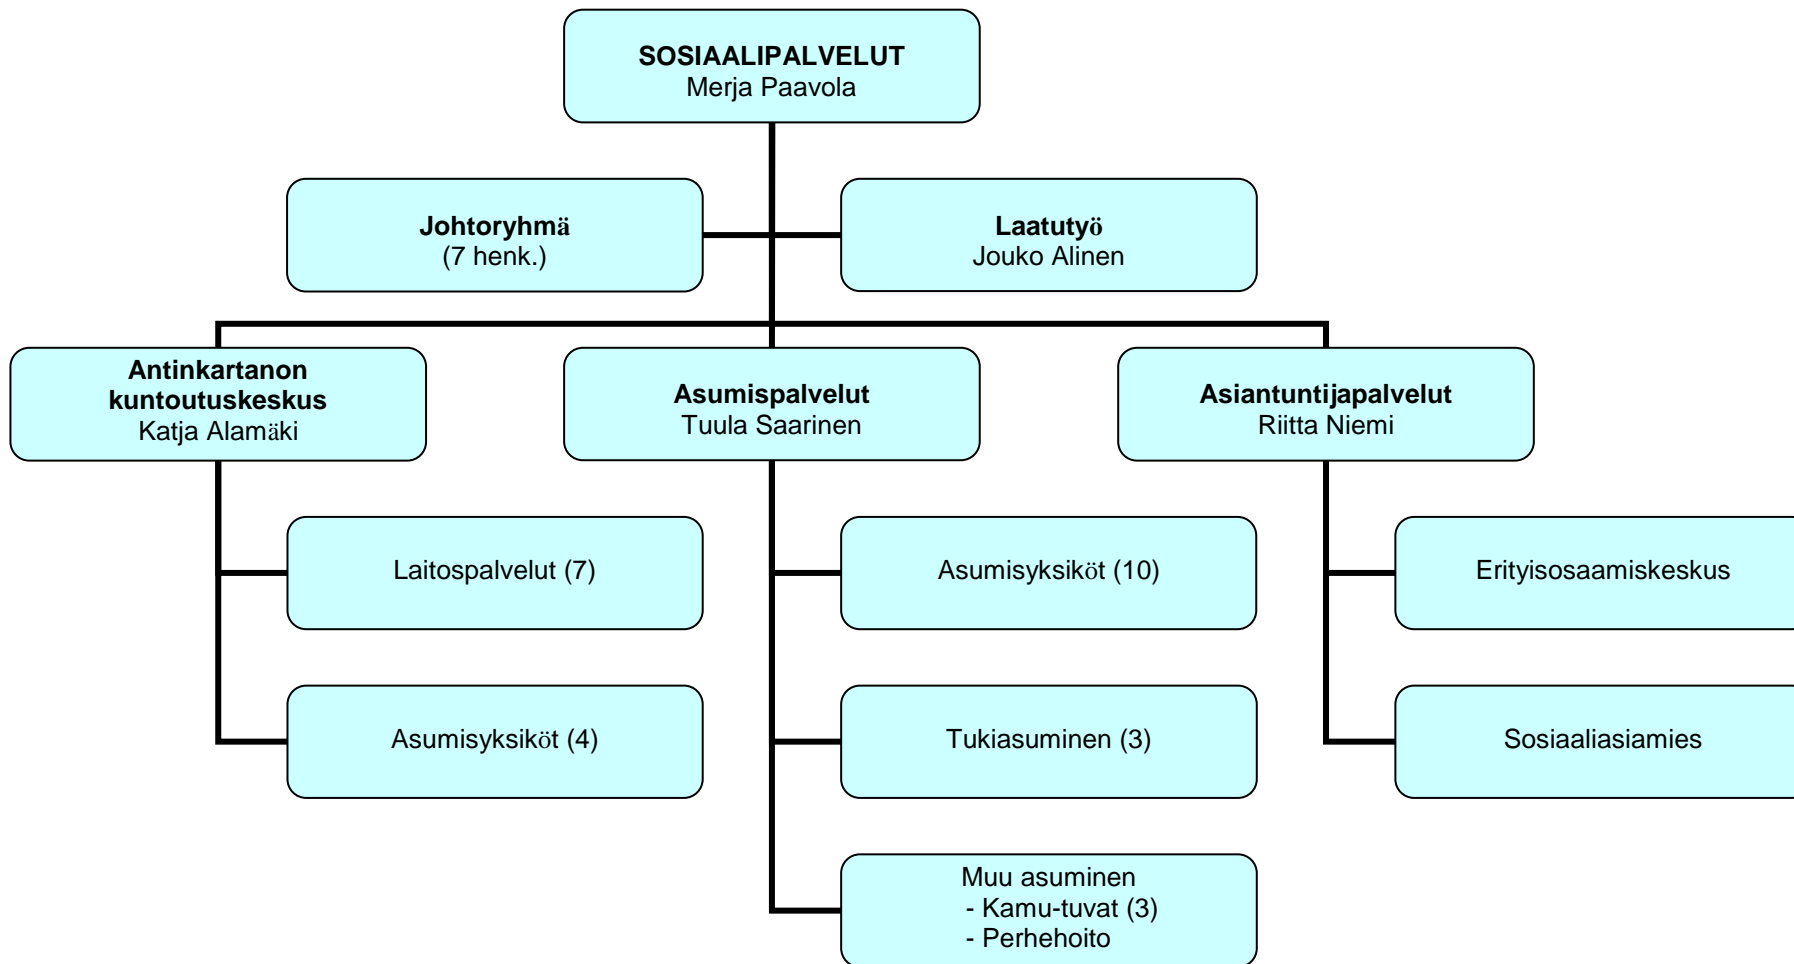 SOSIAALIPALVELUT
Merja Paavola
Johtoryhmä
(7 henk.)
Laatutyö
Jouko Alinen
Antinkartanon
kuntoutuskeskus
Katja Alamäki
Asumispalvelut
Tuula Saarinen
Asiantuntijapalvelut
Riitta Niemi
Laitospalvelut (7)
Asumisyksiköt (10)
Erityisosaamiskeskus
Asumisyksiköt (4)
Tukiasuminen (3)
Sosiaaliasiamies
Muu asuminen
- Kamu-tuvat (3)
- Perhehoito